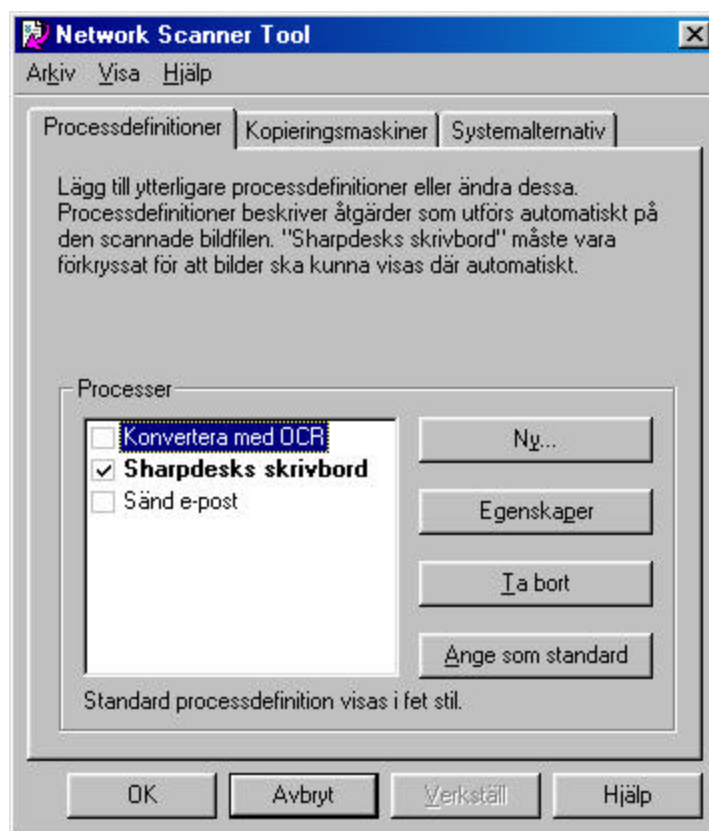 Network Scanner Tool
Arkiv Visa Hjälp
Processdefinitioner Kopieringsmaskiner Systemalternativ
Lägg till ytterligare processdefinitioner eller ändra dessa.
Processdefinitioner beskriver åtgärder som utförs automatiskt på
den scannade bildfilen. "Sharpdesks skrivbord" måste vara
förkryssat för att bilder ska kunna visas där automatiskt.
Processer
Konvertera med OCR
Sharpdesks skrivbord
Sänd e-post
Ny...
Egenskaper
Ta bort
Ange som standard
Standard processdefinition visas i fet stil.
OK Avbryt Verkställ Hjälp